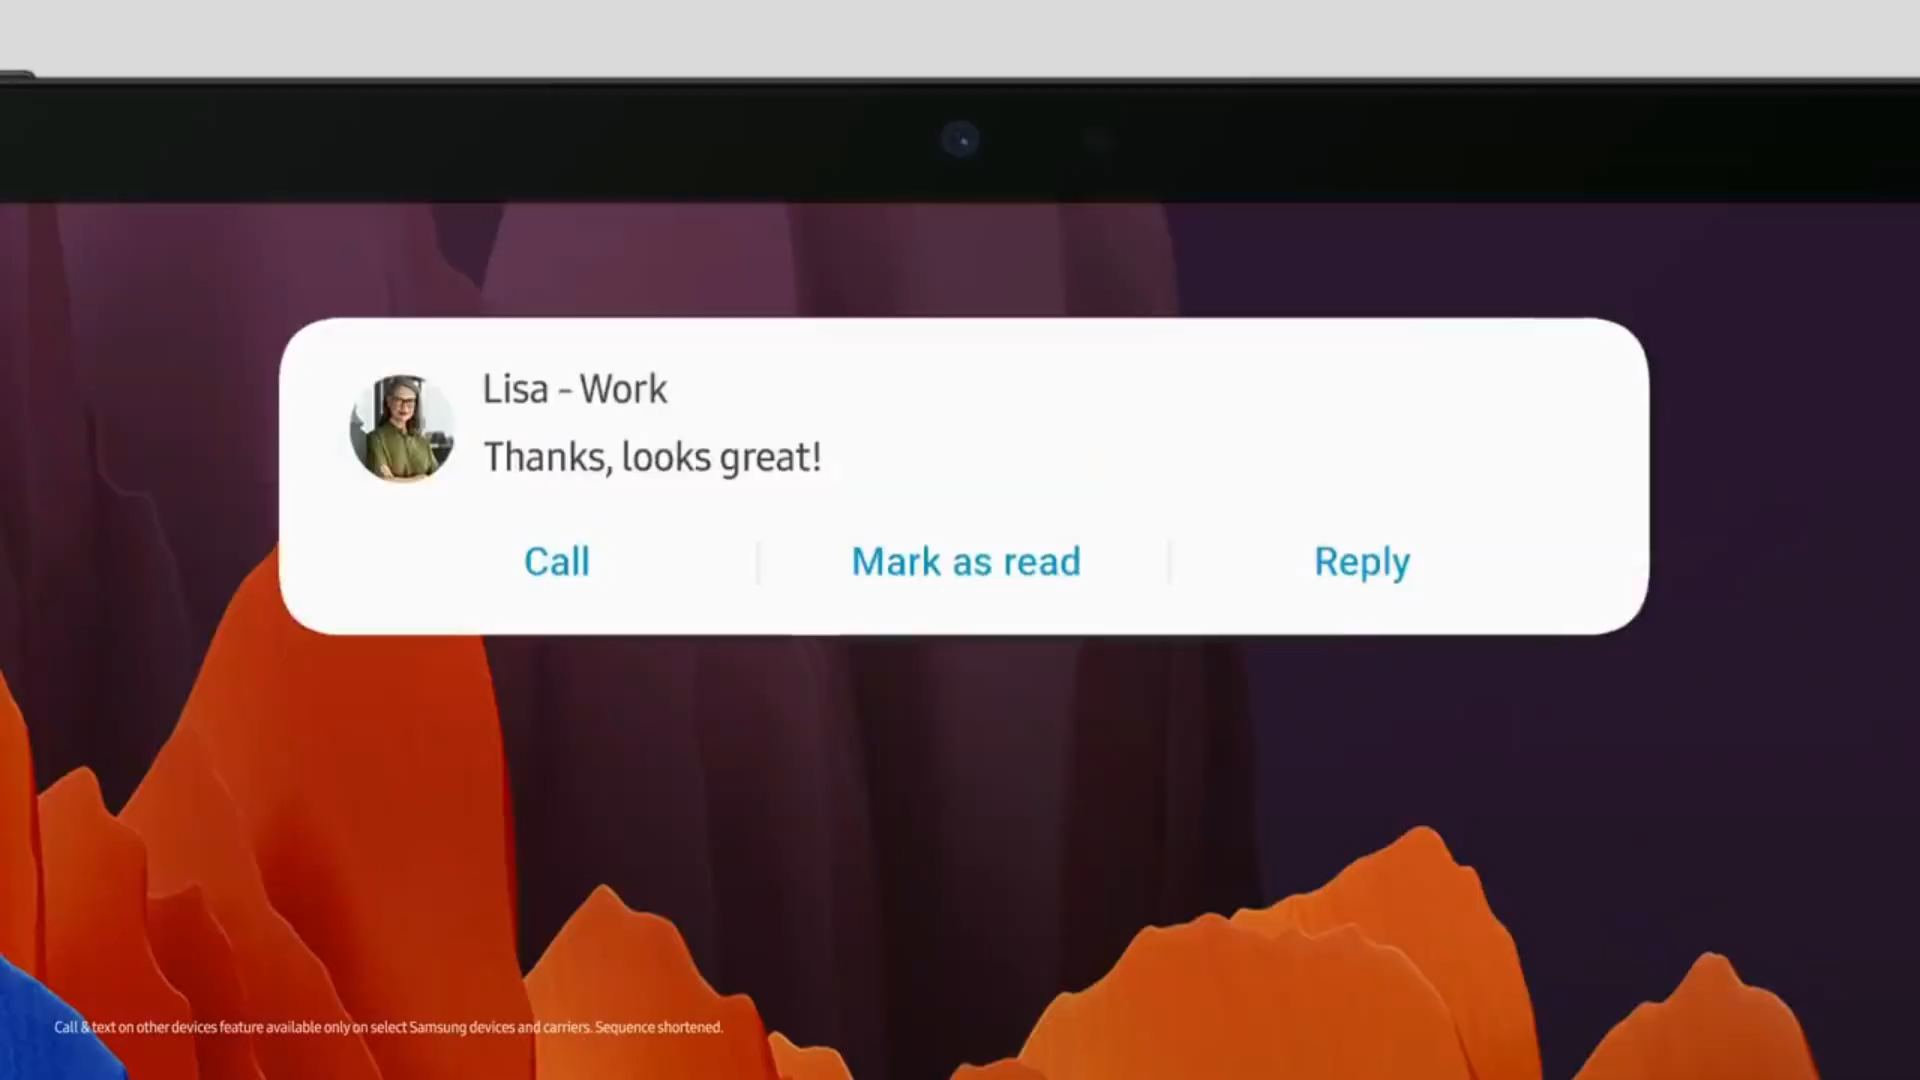 Lisa - Work
Thanks, looks great!
Call
Mark as read
Reply
Call & text on other devices feature available only on select Samsung devices and carriers. Sequence shortened.